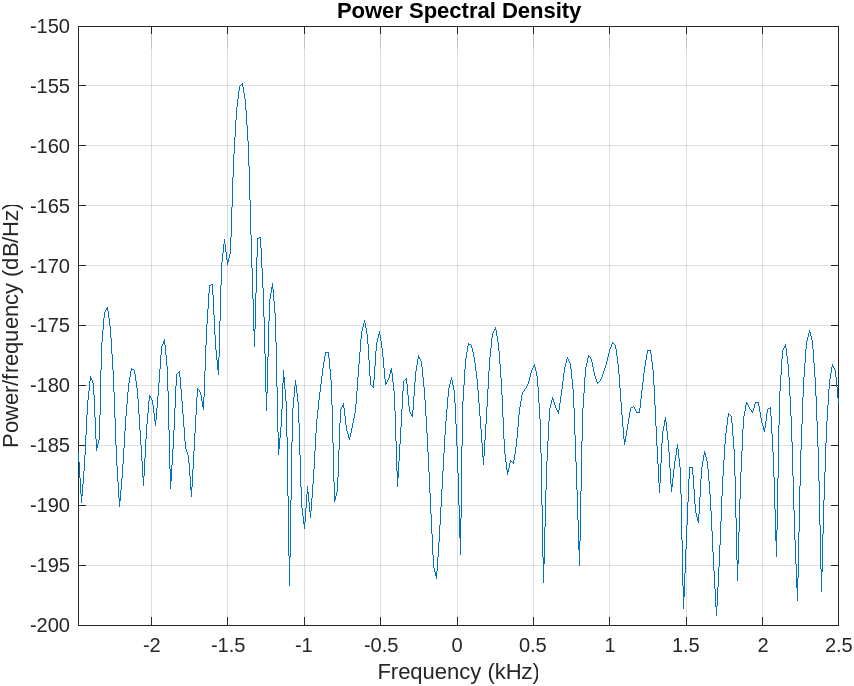 Power Spectral Density
-150
-155
-160
-165
-170
-175
-180
-185
-190
-195
-200
Power/frequency (dB/Hz)
-2 -1.5 -1 -0.5 0 0.5 1 1.5 2 2.5
Frequency (kHz)